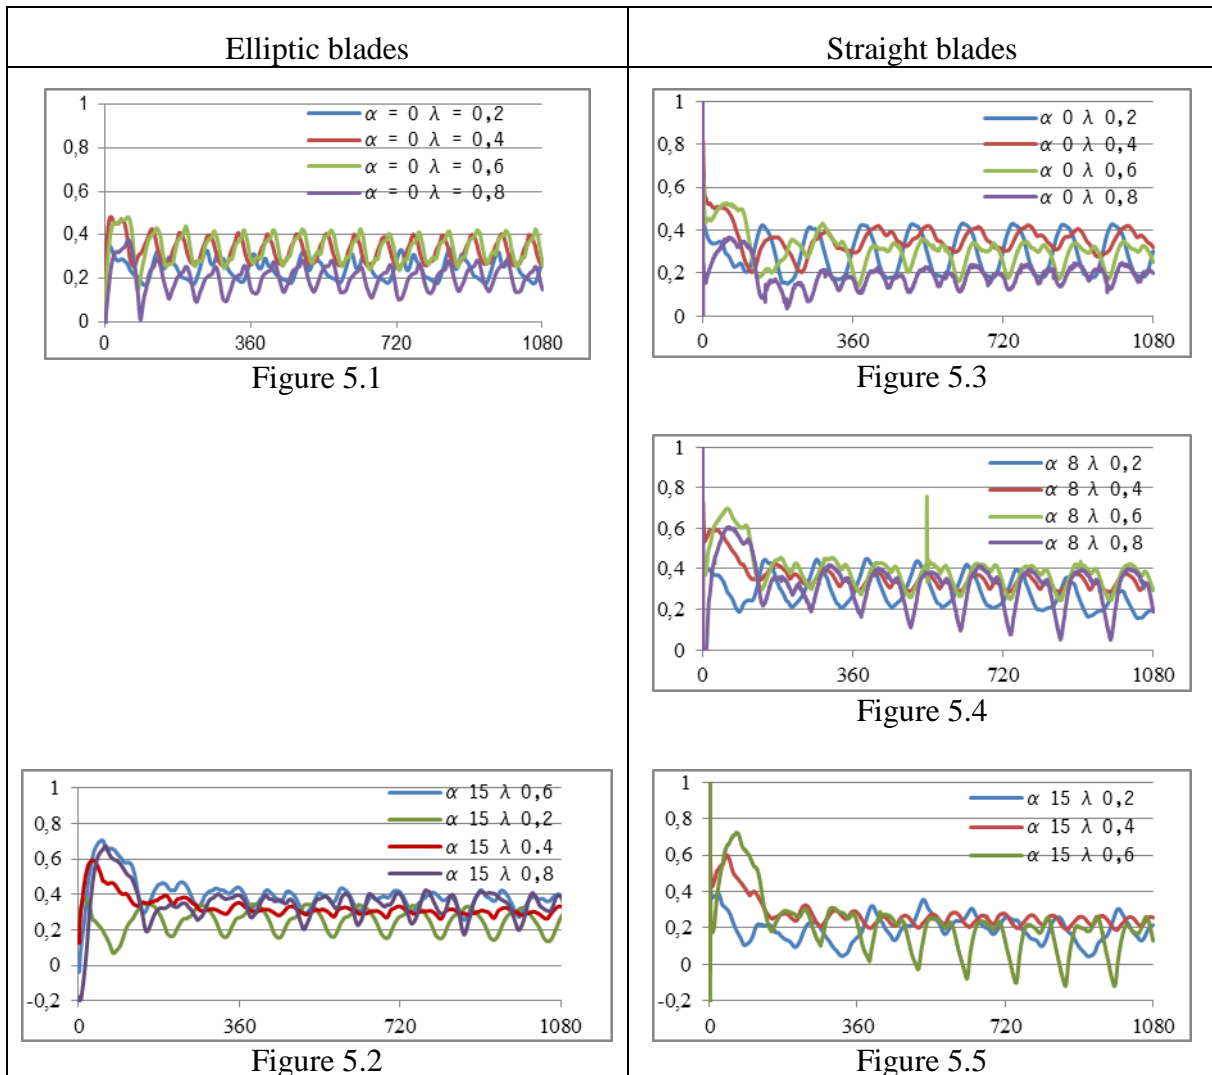 Elliptic blades
Straight blades
1
0,8
0,6
0,4
0,2
0
0
360
720
1080
α = 0 λ = 0,2
α = 0 λ = 0,4
α = 0 λ = 0,6
α = 0 λ = 0,8
Figure 5.1
1
0,8
0,6
0,4
0,2
0
0
360
720
1080
α 0 λ 0,2
α 0 λ 0,4
α 0 λ 0,6
α 0 λ 0,8
Figure 5.3
1
0,8
0,6
0,4
0,2
0
0
360
720
1080
α 8 λ 0,2
α 8 λ 0,4
α 8 λ 0,6
α 8 λ 0,8
Figure 5.4
1
0,8
0,6
0,4
0,2
0
-0,2
0
360
720
1080
α 15 λ 0,6
α 15 λ 0,2
α 15 λ 0.4
α 15 λ 0,8
Figure 5.2
1
0,8
0,6
0,4
0,2
0
-0,2
0
360
720
1080
α 15 λ 0,2
α 15 λ 0,4
α 15 λ 0,6
Figure 5.5